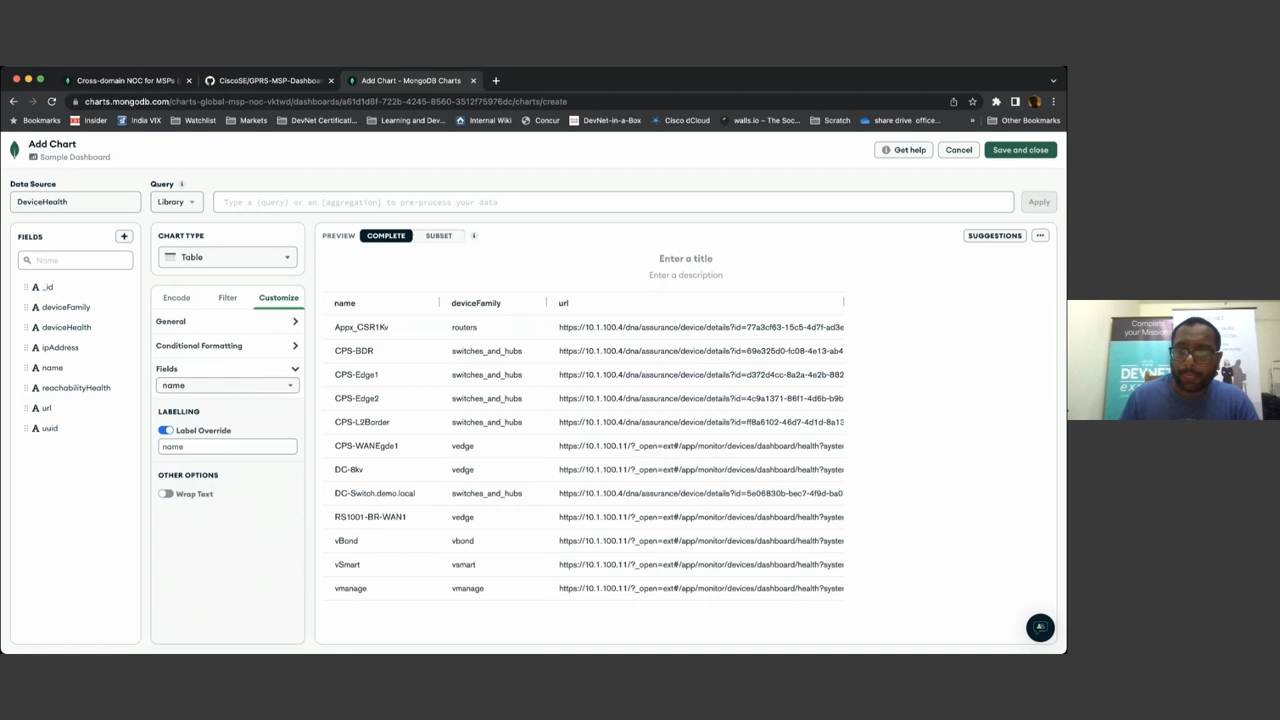 Cross-domain NOC for MSPs (
CiscoSE/GPRS-MSP-Dashboa
Add Chart - MongoDB Charts
charts.mongodb.com/charts-global-msp-noc-vktwd/dashboards/a61d1d8f-722b-4245-8560-3512f75976dc/charts/create
Bookmarks
Insider
India VIX
Watchlist
Markets
DevNet Certificati...
Learning and Dev...
Internal Wiki
Concur
DevNet-in-a-Box
Cisco dCloud
walls.io – The Soc...
Scratch
share drive office...
»
Other Bookmarks
Add Chart
Sample Dashboard
Get help
Cancel
Save and close
Data Source
Query
DeviceHealth
Library
Type a {query} or an [aggregation] to pre-process your data
Apply
FIELDS
Name
A _id
A deviceFamily
A deviceHealth
A ipAddress
A name
A reachabilityHealth
A url
A uuid
CHART TYPE
Table
Encode
Filter
Customize
General
Conditional Formatting
Fields
name
LABELLING
Label Override
name
OTHER OPTIONS
Wrap Text
PREVIEW COMPLETE SUBSET
SUGGESTIONS
Enter a title
Enter a description
name deviceFamily url
Appx_CSR1Kv routers https://10.1.100.4/dna/assurance/device/details?id=77a3cf63-15c5-4d7f-ad3e
CPS-BDR switches_and_hubs https://10.1.100.4/dna/assurance/device/details?id=69e325d0-fc08-4e13-ab4
CPS-Edge1 switches_and_hubs https://10.1.100.4/dna/assurance/device/details?id=d372d4cc-8a2a-4e2b-882
CPS-Edge2 switches_and_hubs https://10.1.100.4/dna/assurance/device/details?id=4c9a1371-86f1-4d6b-b9b
CPS-L2Border switches_and_hubs https://10.1.100.4/dna/assurance/device/details?id=ff8a6102-46d7-4d1d-8a13
CPS-WANEgde1 vedge https://10.1.100.11/?_open=ext#/app/monitor/devices/dashboard/health?syster
DC-8kv vedge https://10.1.100.11/?_open=ext#/app/monitor/devices/dashboard/health?syster
DC-Switch.demo.local switches_and_hubs https://10.1.100.4/dna/assurance/device/details?id=5e06830b-bec7-4f9d-ba0
RS1001-BR-WAN1 vedge https://10.1.100.11/?_open=ext#/app/monitor/devices/dashboard/health?syster
vBond vbond https://10.1.100.11/?_open=ext#/app/monitor/devices/dashboard/health?syster
vSmart vsmart https://10.1.100.11/?_open=ext#/app/monitor/devices/dashboard/health?syster
vmanage vmanage https://10.1.100.11/?_open=ext#/app/monitor/devices/dashboard/health?syster
Complete
your Mission